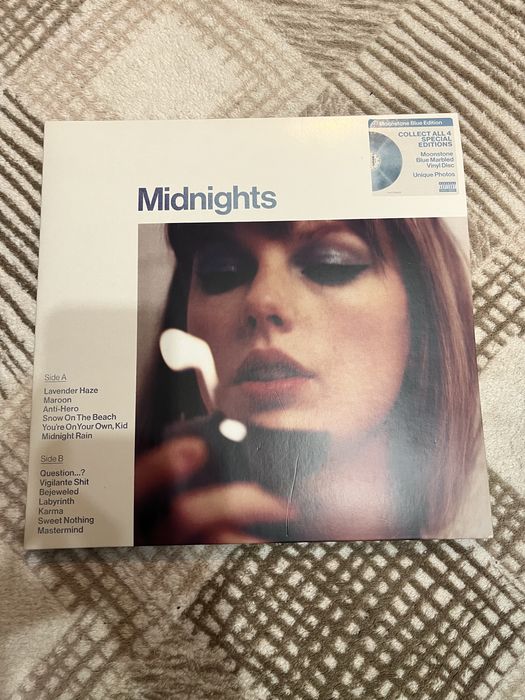 Moonstone Blue Edition
COLLECT ALL 4
SPECIAL
EDITIONS
Moonstone
Blue Marbled
Vinyl Disc
Unique Photos
Midnights
Side A
Lavender Haze
Maroon
Anti-Hero
Snow On The Beach
You're On Your Own, Kid
Midnight Rain
Side B
Question...?
Vigilante Shit
Bejeweled
Labyrinth
Karma
Sweet Nothing
Mastermind